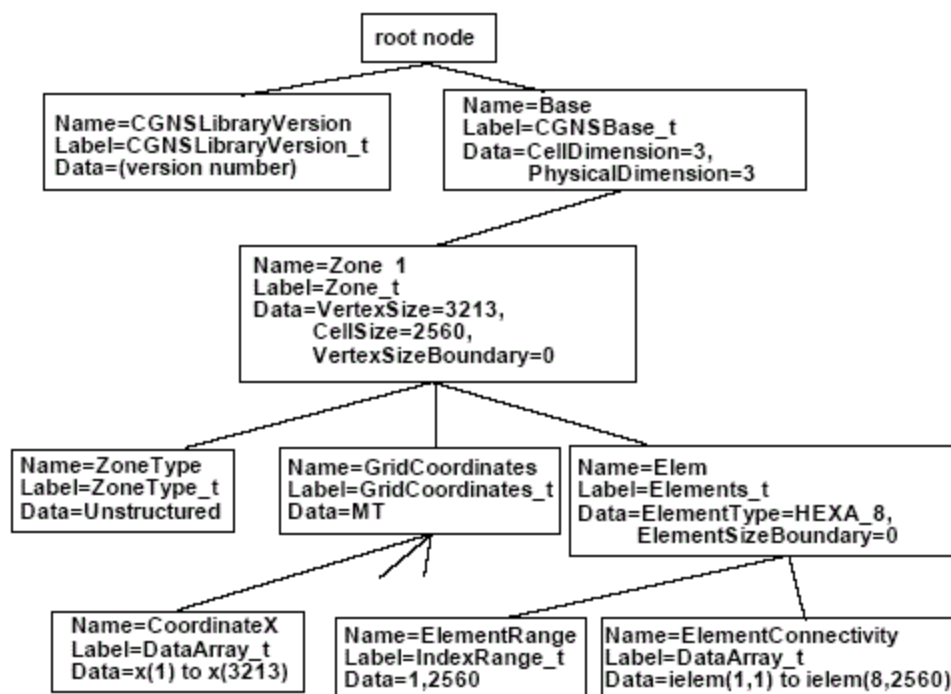 root node
Name=CGNSLibraryVersion
Label=CGNSLibraryVersion_t
Data=(version number)
Name=Base
Label=CGNSBase_t
Data=CellDimension=3,
PhysicalDimension=3
Name=Zone 1
Label=Zone_t
Data=VertexSize=3213,
CellSize=2560,
VertexSizeBoundary=0
Name=ZoneType
Label=ZoneType_t
Data=Unstructured
Name=GridCoordinates
Label=GridCoordinates_t
Data=MT
Name=Elem
Label=Elements_t
Data=ElementType=HEXA_8,
ElementSizeBoundary=0
Name=CoordinateX
Label=DataArray_t
Data=x(1) to x(3213)
Name=ElementRange
Label=IndexRange_t
Data=1,2560
Name=ElementConnectivity
Label=DataArray_t
Data=ielem(1,1) to ielem(8,2560)